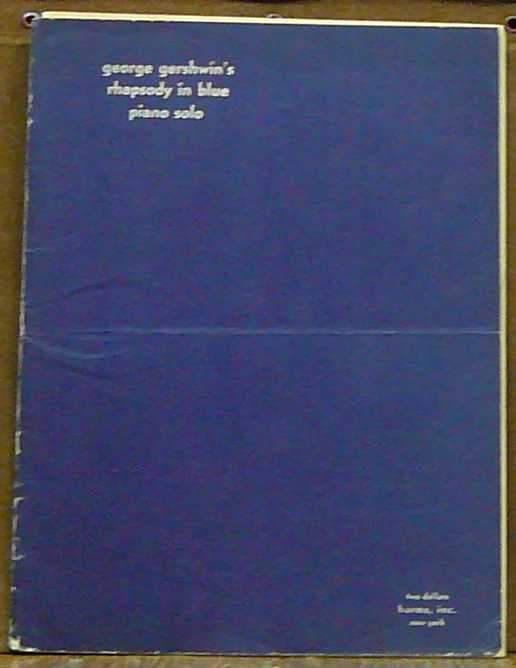 george gershwin's
rhapsody in blue
piano solo
two dollars
harms, inc.
new york